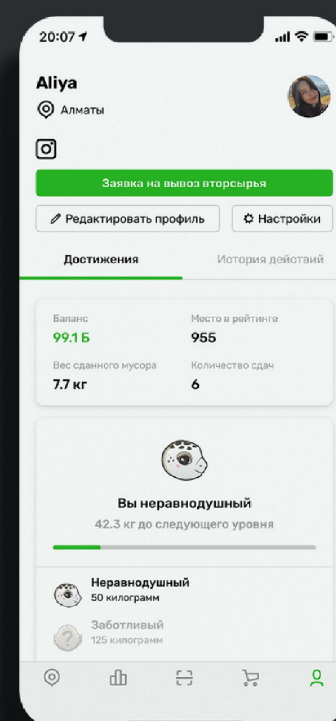 20:07
Aliya
Алматы
Заявка на вывоз вторсырья
Редактировать профиль
Настройки
Достижения
История действий
Баланс
Место в рейтинге
99.1 Б
955
Вес сданного мусора
Количество сдач
7.7 кг
6
Вы неравнодушный
42.3 кг до следующего уровня
Неравнодушный
50 килограмм
?
Заботливый
125 килограмм